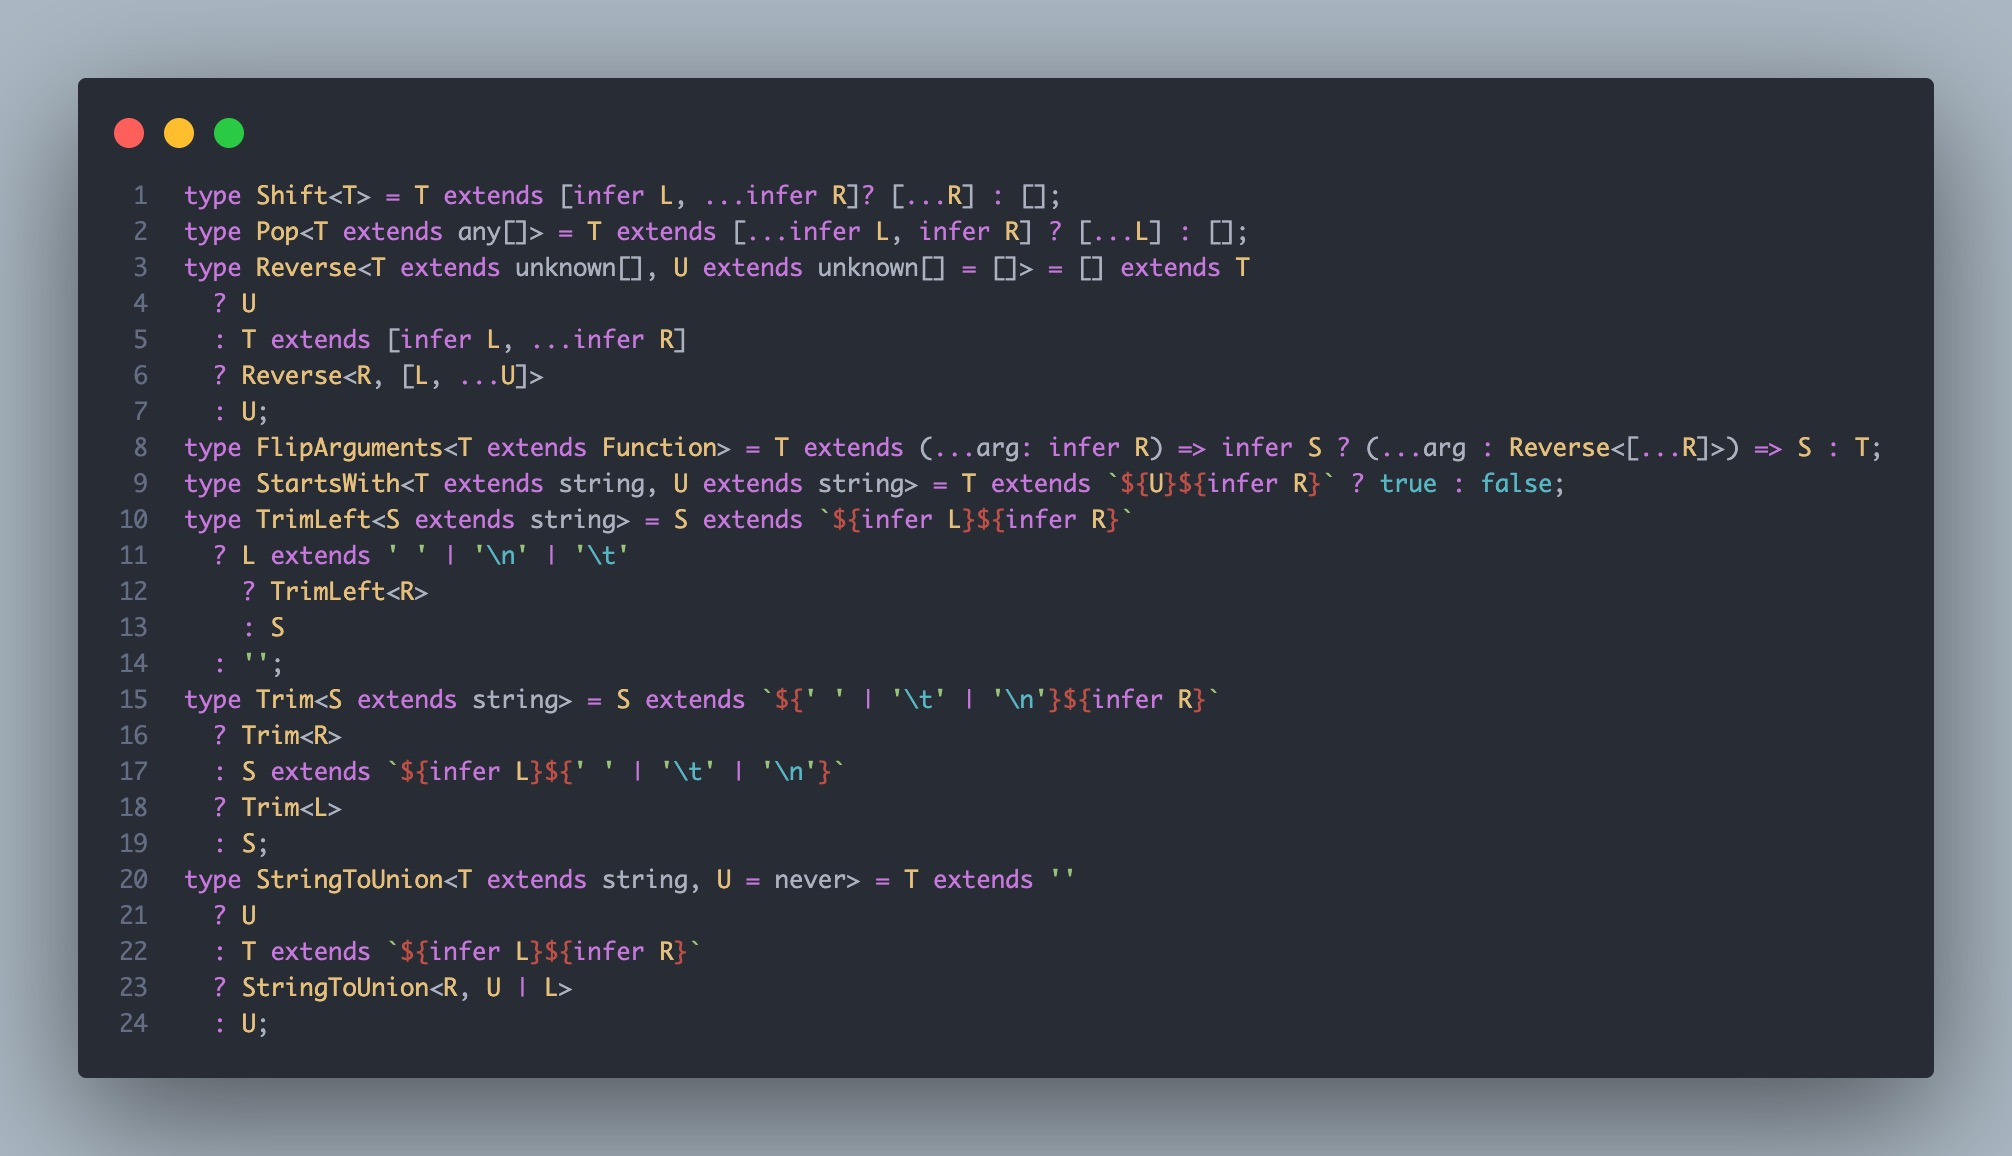 1 type Shift<T> = T extends [infer L, ...infer R]? [...R] : [];
2 type Pop<T extends any[]> = T extends [...infer L, infer R] ? [...L] : [];
3 type Reverse<T extends unknown[], U extends unknown[] = []> = [] extends T
4   ? U
5   : T extends [infer L, ...infer R]
6   ? Reverse<R, [L, ...U]>
7   : U;
8 type FlipArguments<T extends Function> = T extends (...arg: infer R) => infer S ? (...arg : Reverse<[...R]>) => S : T;
9 type StartsWith<T extends string, U extends string> = T extends `${U}${infer R}` ? true : false;
10 type TrimLeft<S extends string> = S extends `${infer L}${infer R}`
11   ? L extends ' ' | '\n' | '\t'
12     ? TrimLeft<R>
13     : S
14   : '';
15 type Trim<S extends string> = S extends `${' ' | '\t' | '\n'}${infer R}`
16   ? Trim<R>
17   : S extends `${infer L}${' ' | '\t' | '\n'}`
18   ? Trim<L>
19   : S;
20 type StringToUnion<T extends string, U = never> = T extends ''
21   ? U
22   : T extends `${infer L}${infer R}`
23   ? StringToUnion<R, U | L>
24   : U;